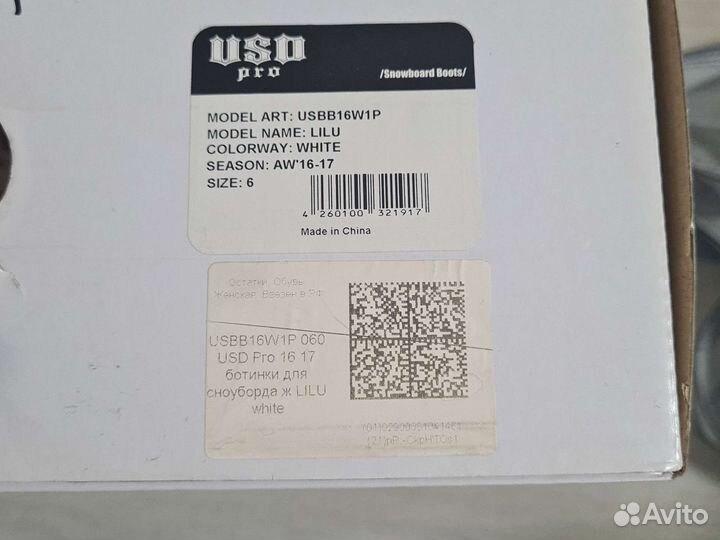 USD
pro
/Snowboard Boots/
MODEL ART: USBB16W1P
MODEL NAME: LILU
COLORWAY: WHITE
SEASON: AW'16-17
SIZE: 6
4 260100 321917
Made in China
Остатки. Обувь.
Женская. Ввезен в РФ
USBB16W1P 060
USD Pro 16 17
ботинки для
сноуборда ж LILU
white
Avito